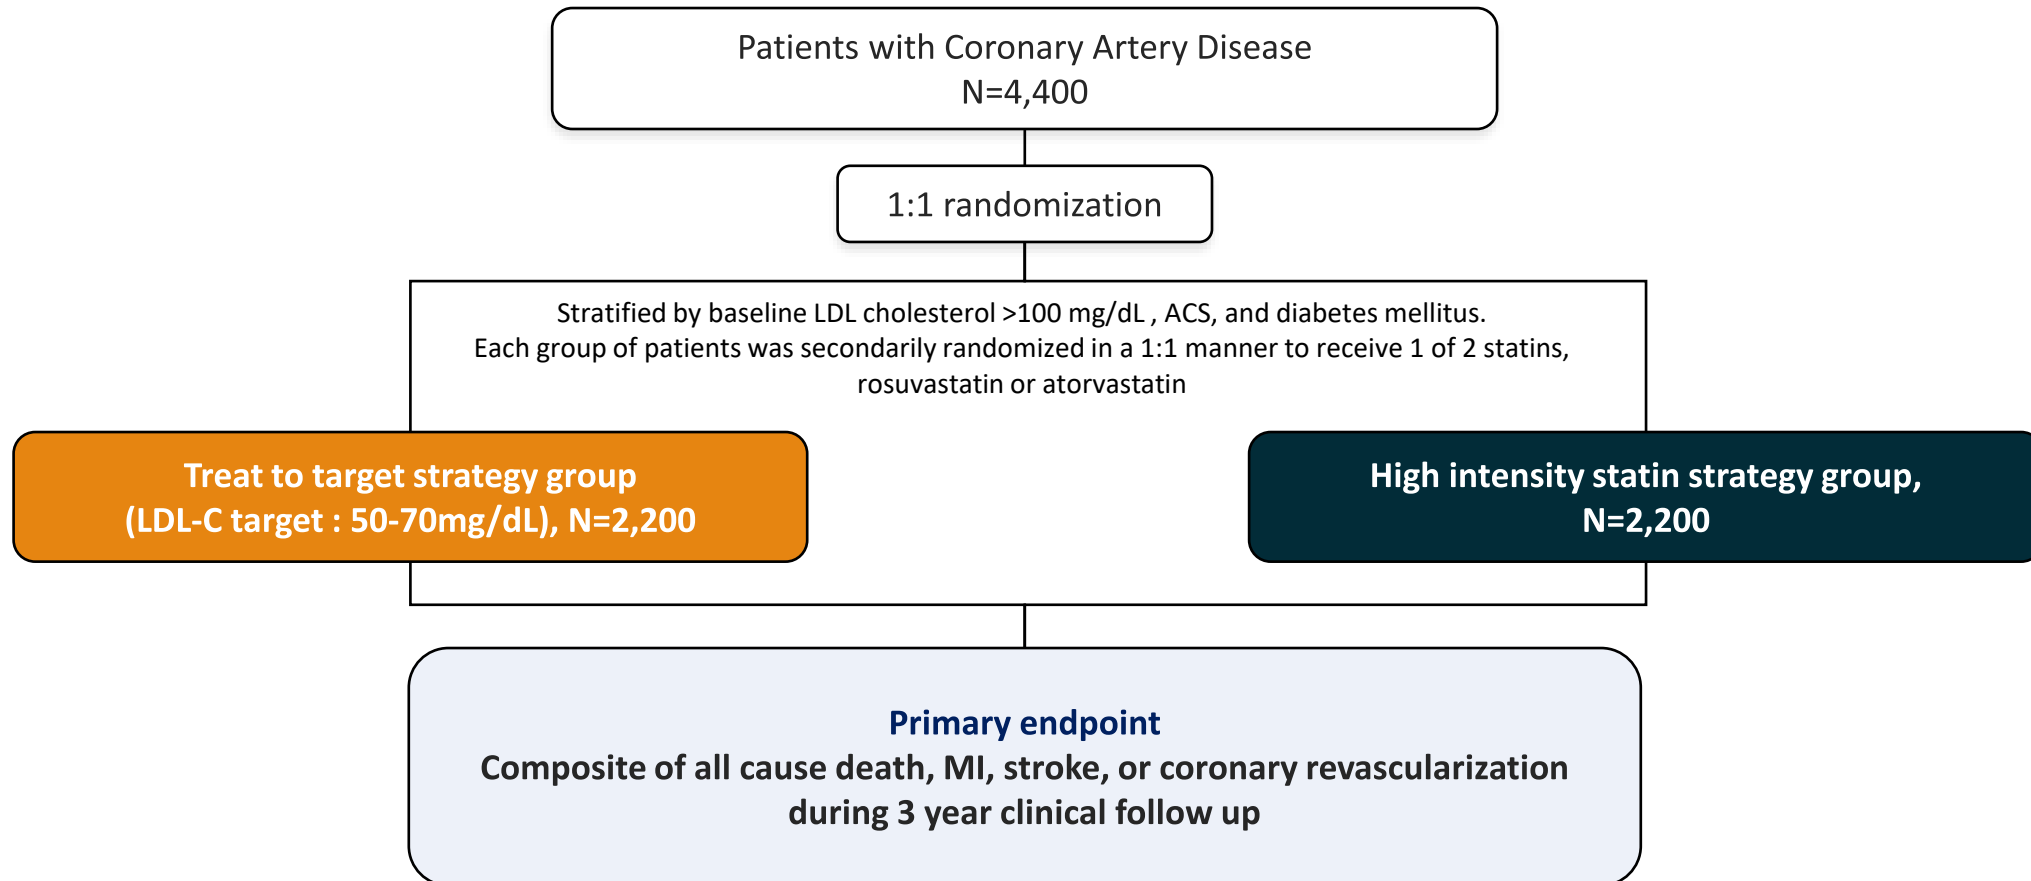 Patients with Coronary Artery Disease
N=4,400
1:1 randomization
Stratified by baseline LDL cholesterol >100 mg/dL , ACS, and diabetes mellitus.
Each group of patients was secondarily randomized in a 1:1 manner to receive 1 of 2 statins,
rosuvastatin or atorvastatin
Treat to target strategy group
(LDL-C target : 50-70mg/dL), N=2,200
High intensity statin strategy group,
N=2,200
Primary endpoint
Composite of all cause death, MI, stroke, or coronary revascularization
during 3 year clinical follow up